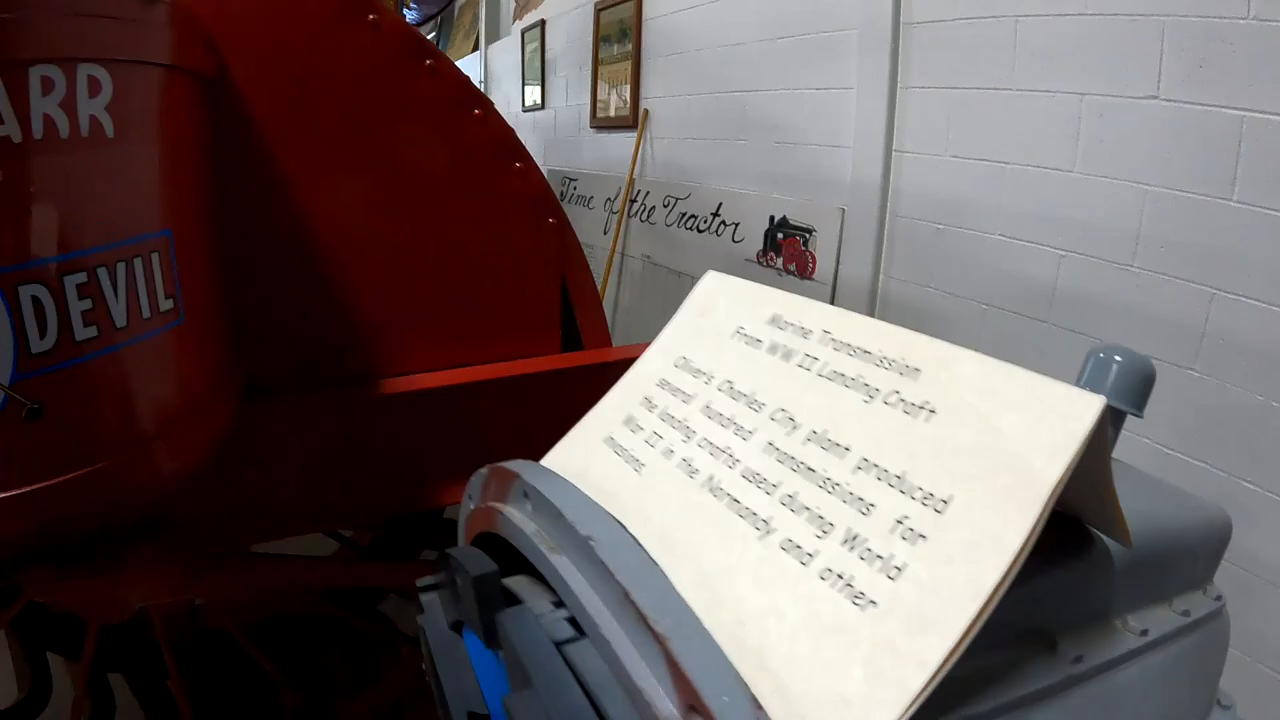 ARR
DEVIL
Time of the Tractor
Marine Transmission
From WW II Landing Craft
Oliver's Charles City plant produced
several hundred transmissions for
the landing crafts used during World
War II in the Normandy and other